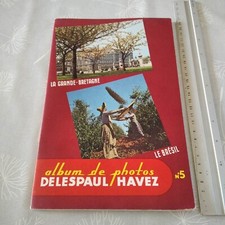 LA GRANDE-BRETAGNE
LE BRÉSIL
album de photos
DELESPAUL/HAVEZ
N°5